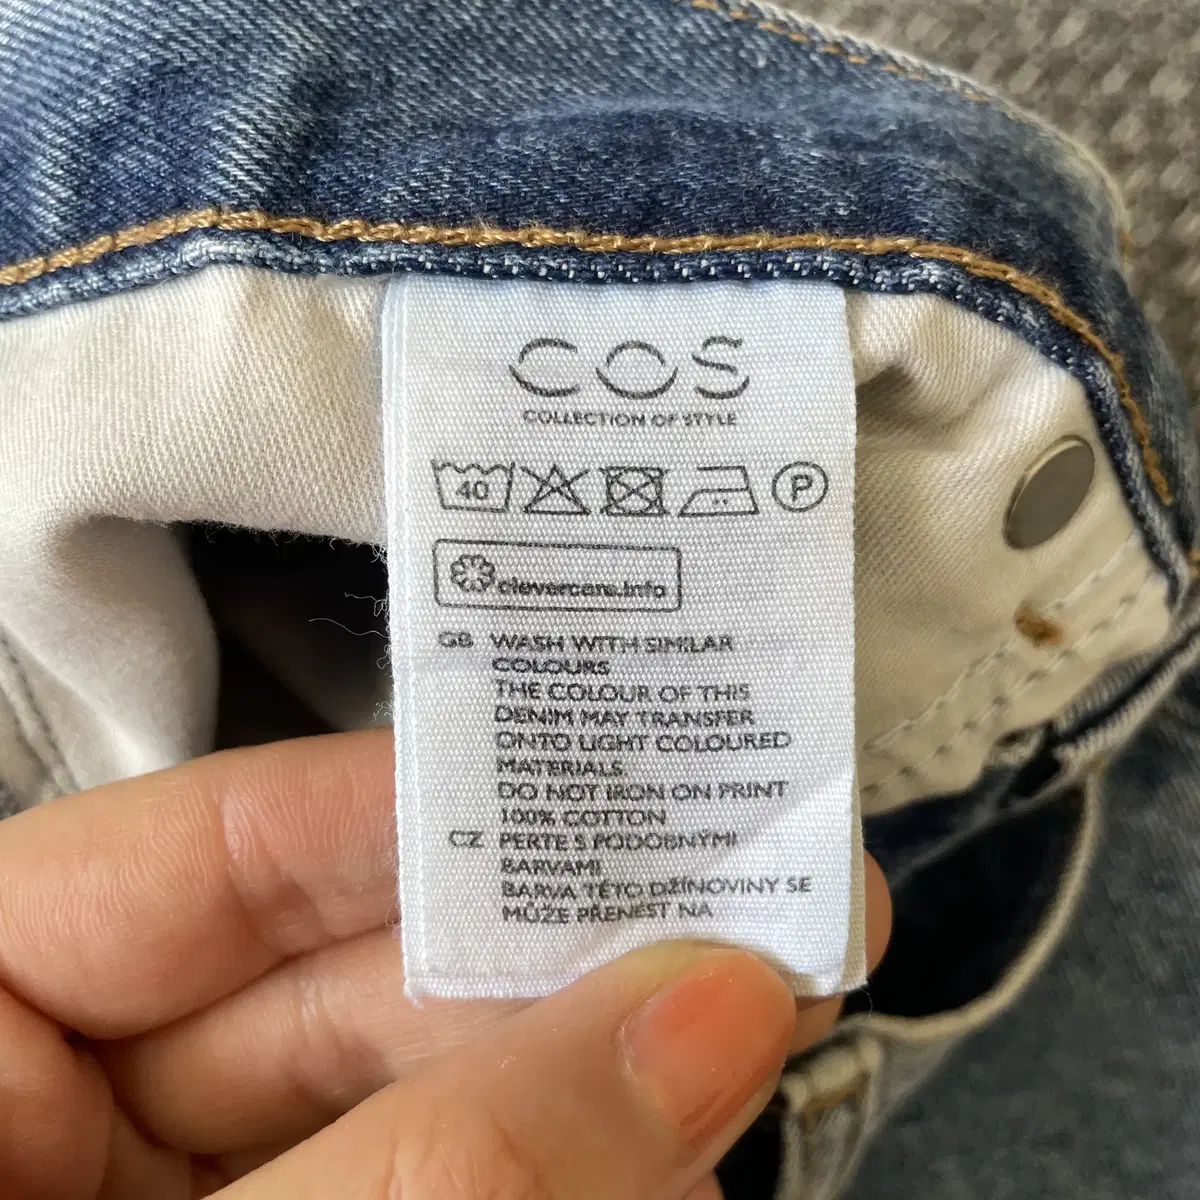 COS
COLLECTION OF STYLE
40
P
clevercare.info
GB WASH WITH SIMILAR
COLOURS
THE COLOUR OF THIS
DENIM MAY TRANSFER
ONTO LIGHT COLOURED
MATERIALS
DO NOT IRON ON PRINT
100% COTTON
CZ PERTE S PODOBNÝMI
BARVAMI
BARVA TÉTO DŽÍNOVINY SE
MŮŽE PŘENÉST NA